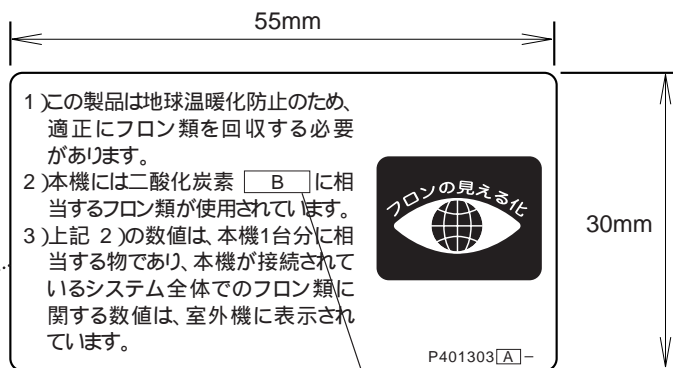 55mm
1)この製品は地球温暖化防止のため、
適正にフロン類を回収する必要
があります。
2)本機には二酸化炭素 B に相
当するフロン類が使用されています。
3)上記 2)の数値は、本機1台分に相
当する物であり、本機が接続されて
いるシステム全体でのフロン類に
関する数値は、室外機に表示され
ています。
フロンの見える化
30mm
P401303 A -